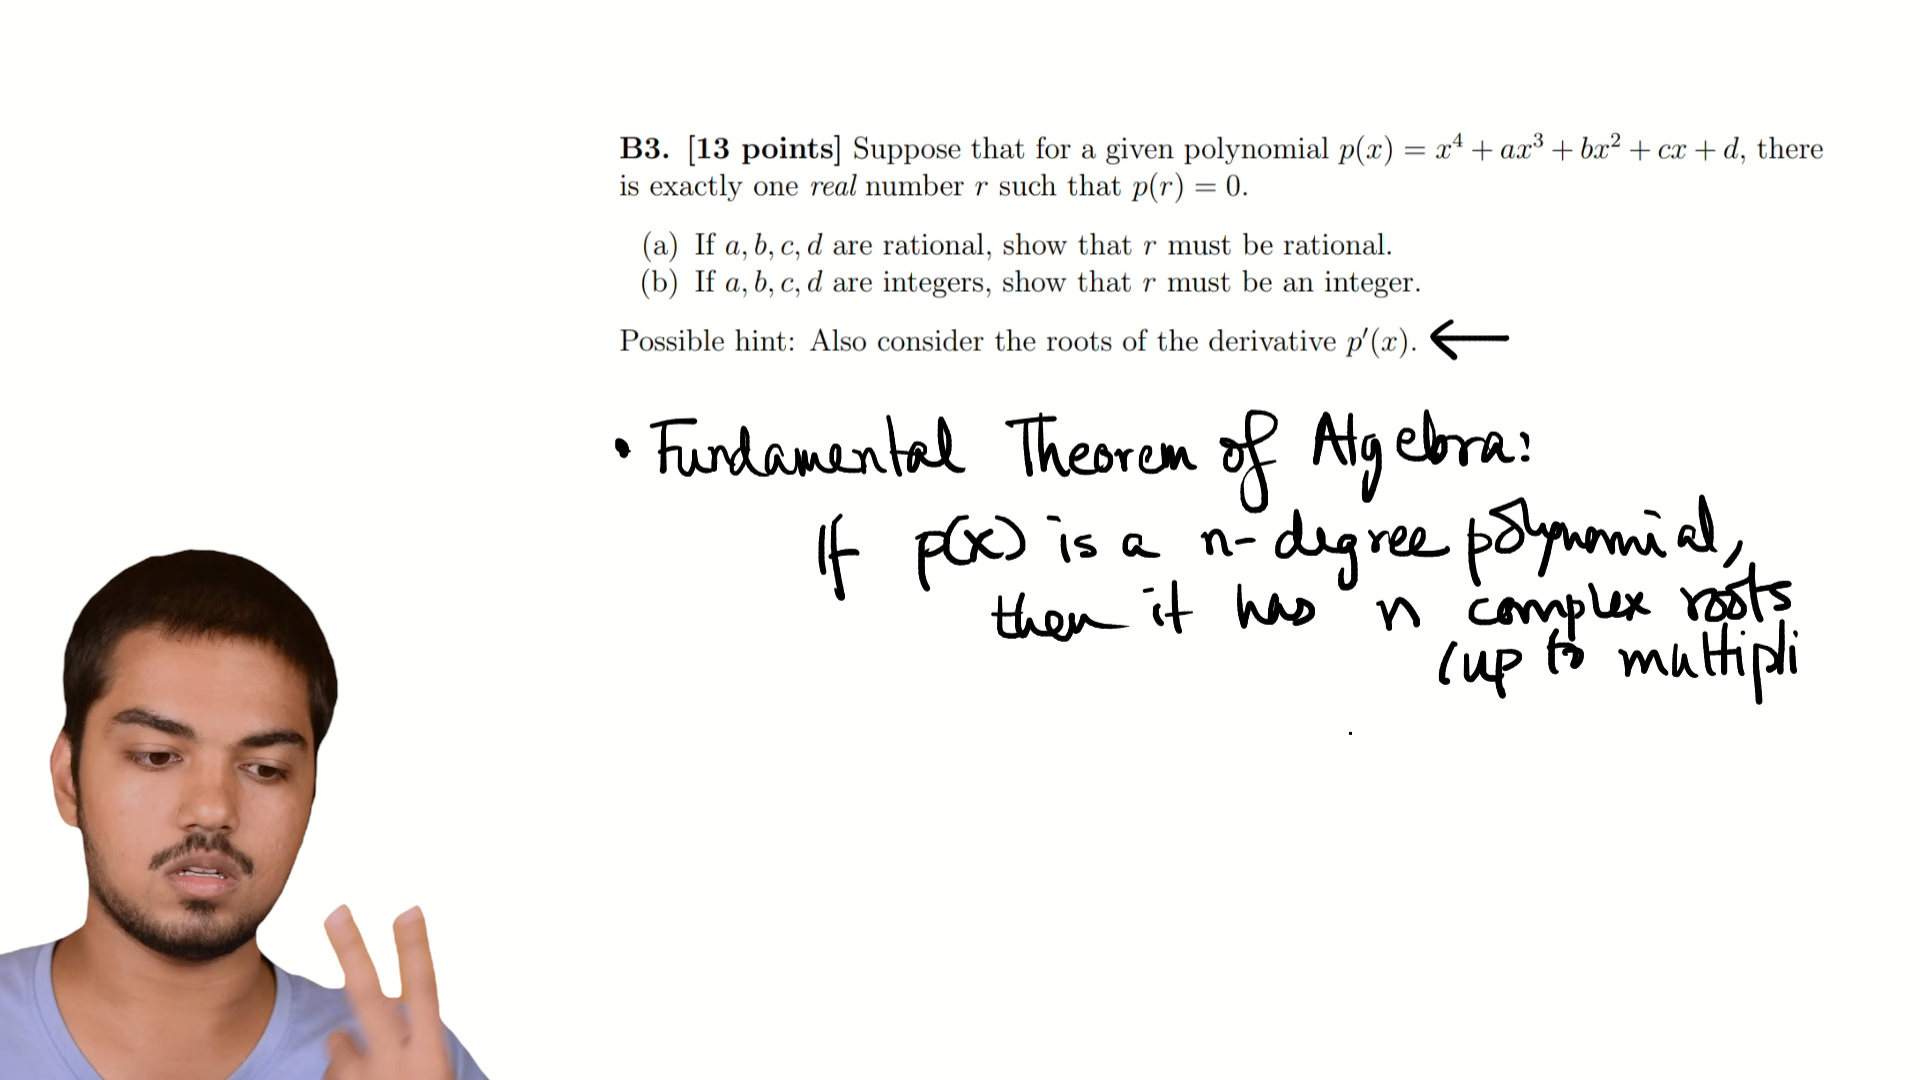 B3. [13 points] Suppose that for a given polynomial p(x) = x⁴ + ax³ + bx² + cx + d, there
is exactly one real number r such that p(r) = 0.
(a) If a, b, c, d are rational, show that r must be rational.
(b) If a, b, c, d are integers, show that r must be an integer.
Possible hint: Also consider the roots of the derivative p′(x). ←
• Fundamental Theorem of Algebra:
If p(x) is a n-degree polynomial,
then it has n complex roots
(up to multipli